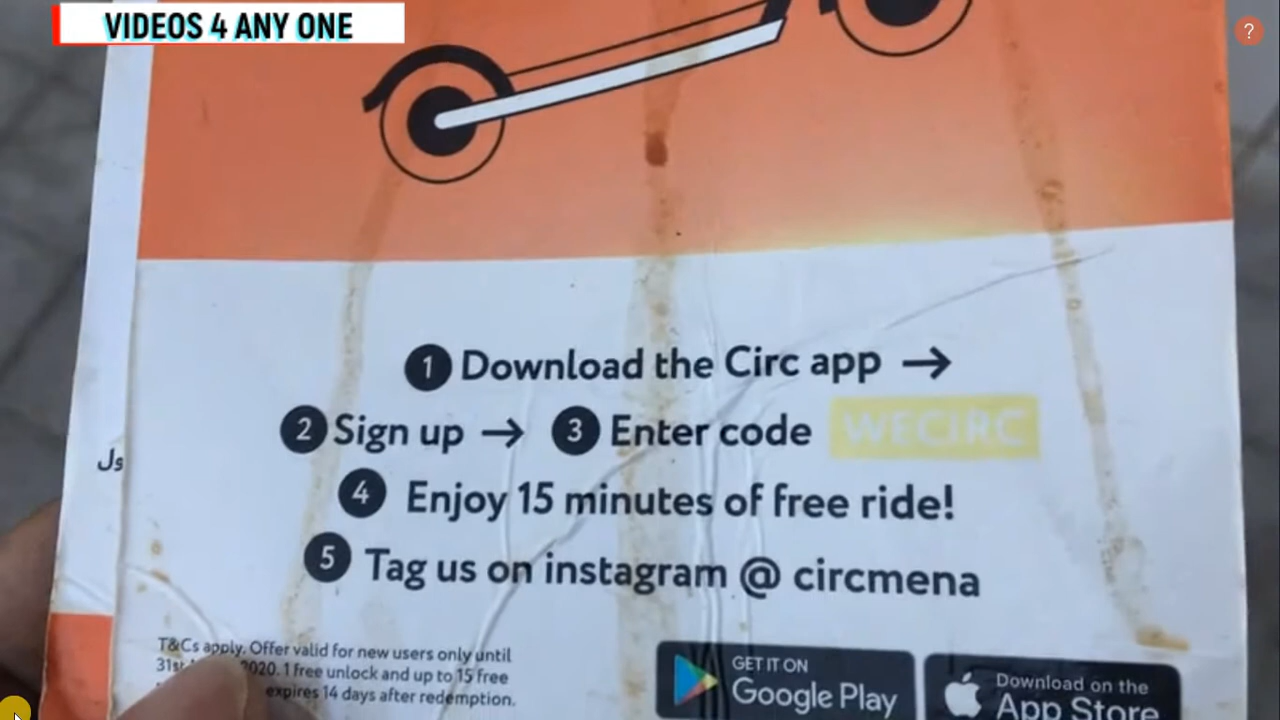 VIDEOS 4 ANY ONE
?
1 Download the Circ app →
2 Sign up → 3 Enter code WECIRC
4 Enjoy 15 minutes of free ride!
5 Tag us on instagram @ circmena
T&Cs apply. Offer valid for new users only until
31st 2020. 1 free unlock and up to 15 free
expires 14 days after redemption.
GET IT ON
Google Play
Download on the
App Store